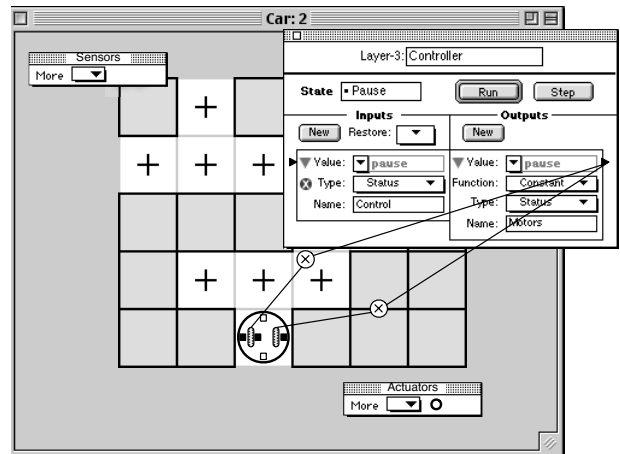 Car: 2
Sensors
More
Layer-3: Controller
State Pause Run Step
Inputs Outputs
New Restore: New
Value: pause Value: pause
Type: Status Function: Constant
Name: Control Type: Status
Name: Motors
Actuators
More